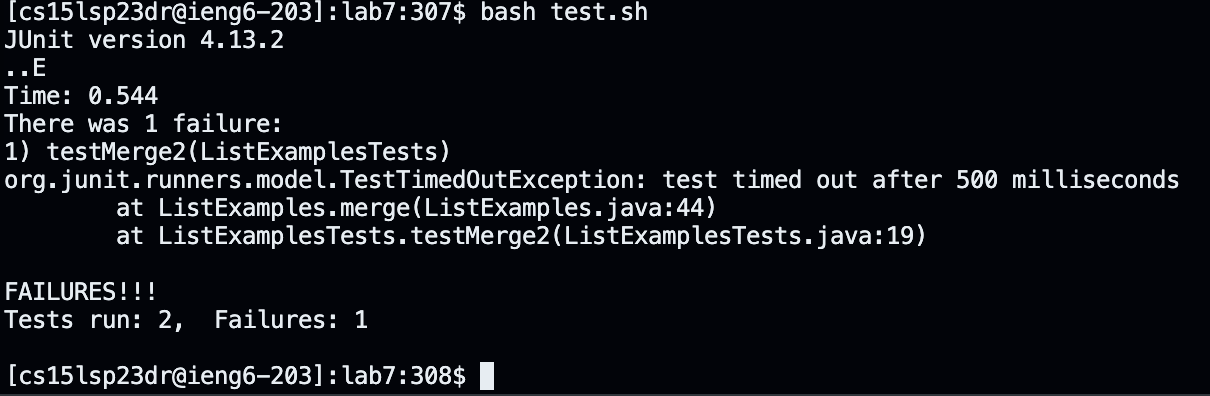 [cs15lsp23dr@ieng6-203]:lab7:307$ bash test.sh
JUnit version 4.13.2
..E
Time: 0.544
There was 1 failure:
1) testMerge2(ListExamplesTests)
org.junit.runners.model.TestTimedOutException: test timed out after 500 milliseconds
        at ListExamples.merge(ListExamples.java:44)
        at ListExamplesTests.testMerge2(ListExamplesTests.java:19)
FAILURES!!!
Tests run: 2,  Failures: 1
[cs15lsp23dr@ieng6-203]:lab7:308$